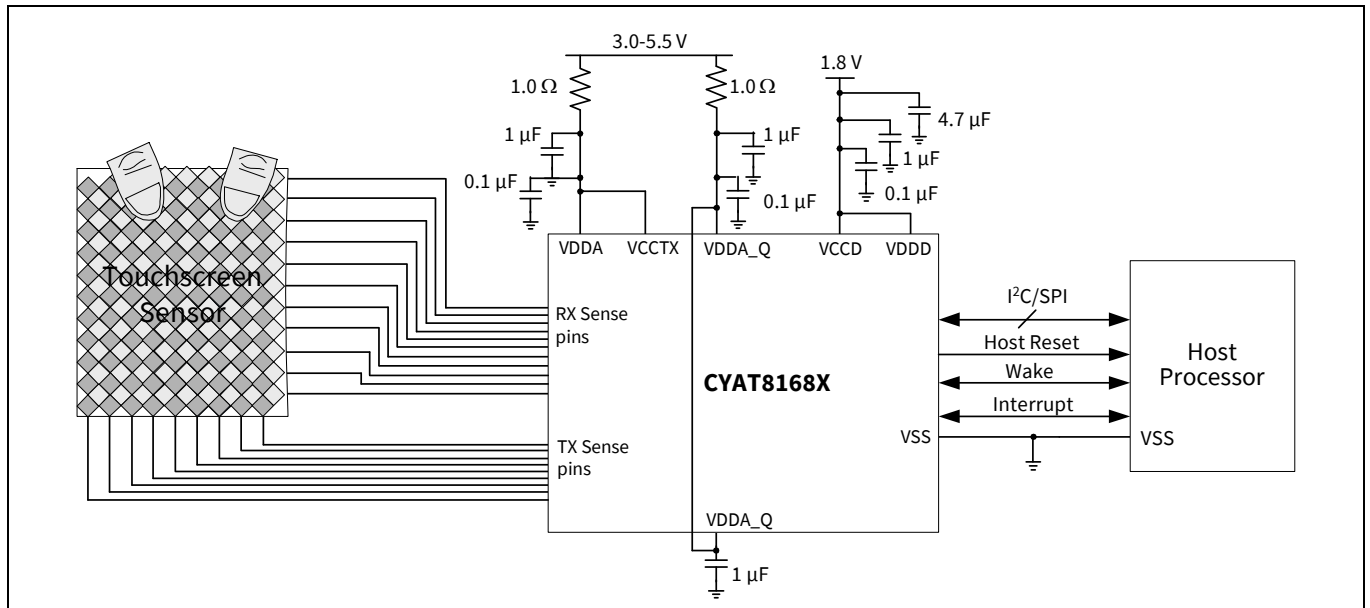 3.0-5.5 V
1.8 V
1.0 Ω
1.0 Ω
4.7 µF
1 µF
1 µF
1 µF
0.1 µF
0.1 µF
0.1 µF
VDDA
VCCTX
VDDA_Q
VCCD
VDDD
Touchscreen
Sensor
RX Sense
pins
TX Sense
pins
CYAT8168X
VSS
VDDA_Q
1 µF
I²C/SPI
Host Reset
Wake
Interrupt
Host
Processor
VSS